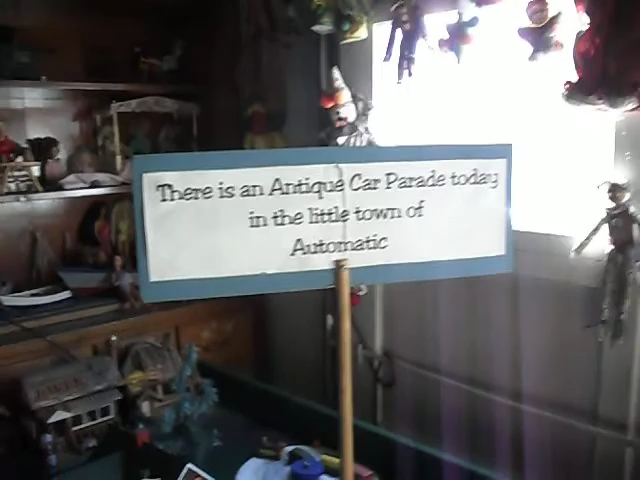 There is an Antique Car Parade today
in the little town of
Automatic